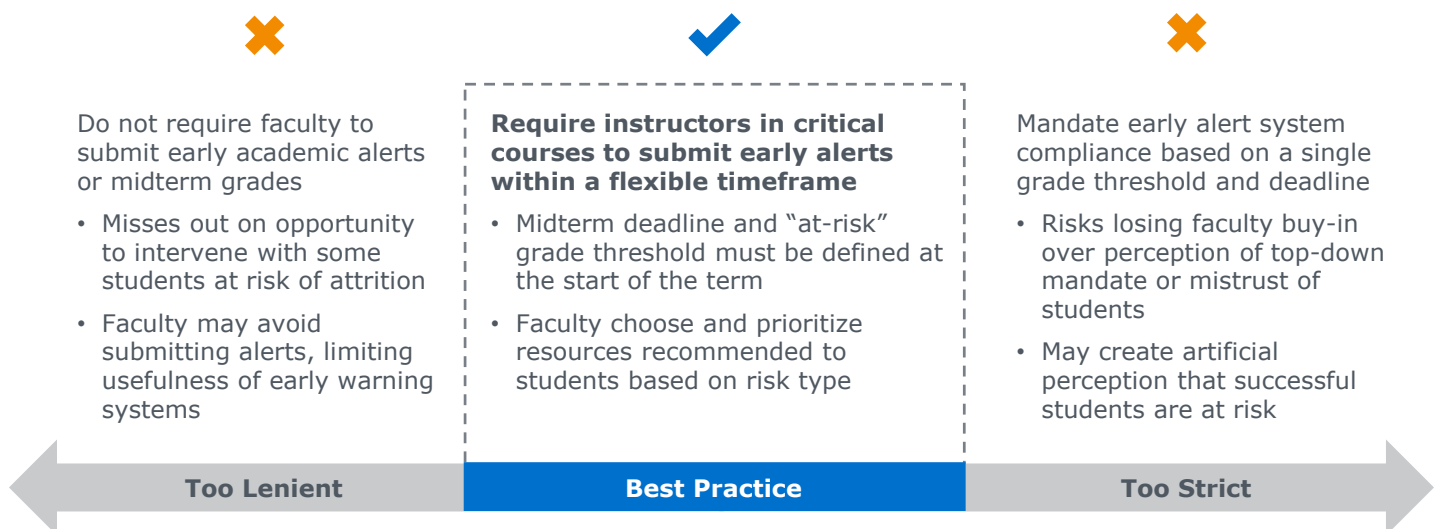 Do not require faculty to
submit early academic alerts
or midterm grades
• Misses out on opportunity
to intervene with some
students at risk of attrition
• Faculty may avoid
submitting alerts, limiting
usefulness of early warning
systems
Require instructors in critical
courses to submit early alerts
within a flexible timeframe
• Midterm deadline and “at-risk”
grade threshold must be defined at
the start of the term
• Faculty choose and prioritize
resources recommended to
students based on risk type
Mandate early alert system
compliance based on a single
grade threshold and deadline
• Risks losing faculty buy-in
over perception of top-down
mandate or mistrust of
students
• May create artificial
perception that successful
students are at risk
Too Lenient
Best Practice
Too Strict